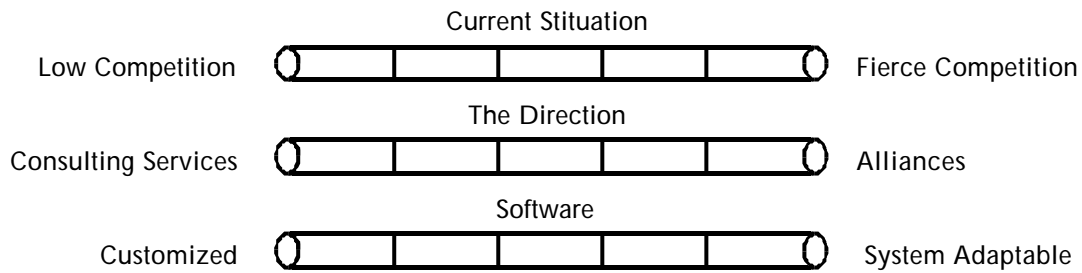 Current Stituation
Low Competition Fierce Competition
The Direction
Consulting Services Alliances
Software
Customized System Adaptable